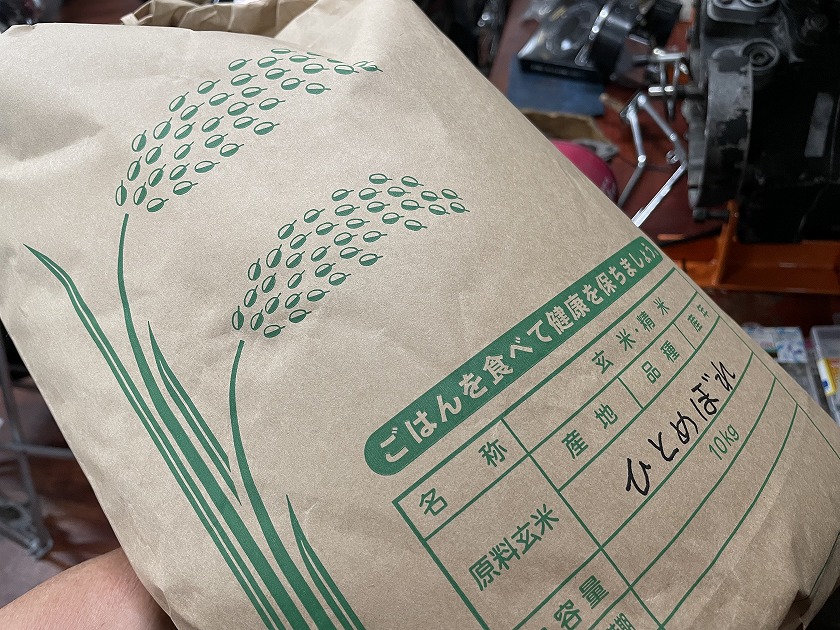 ごはんを食べて健康を保ちましょう
名称 玄米・精米
原料玄米 産地 品種 産年
ひとめぼれ
容量 10kg